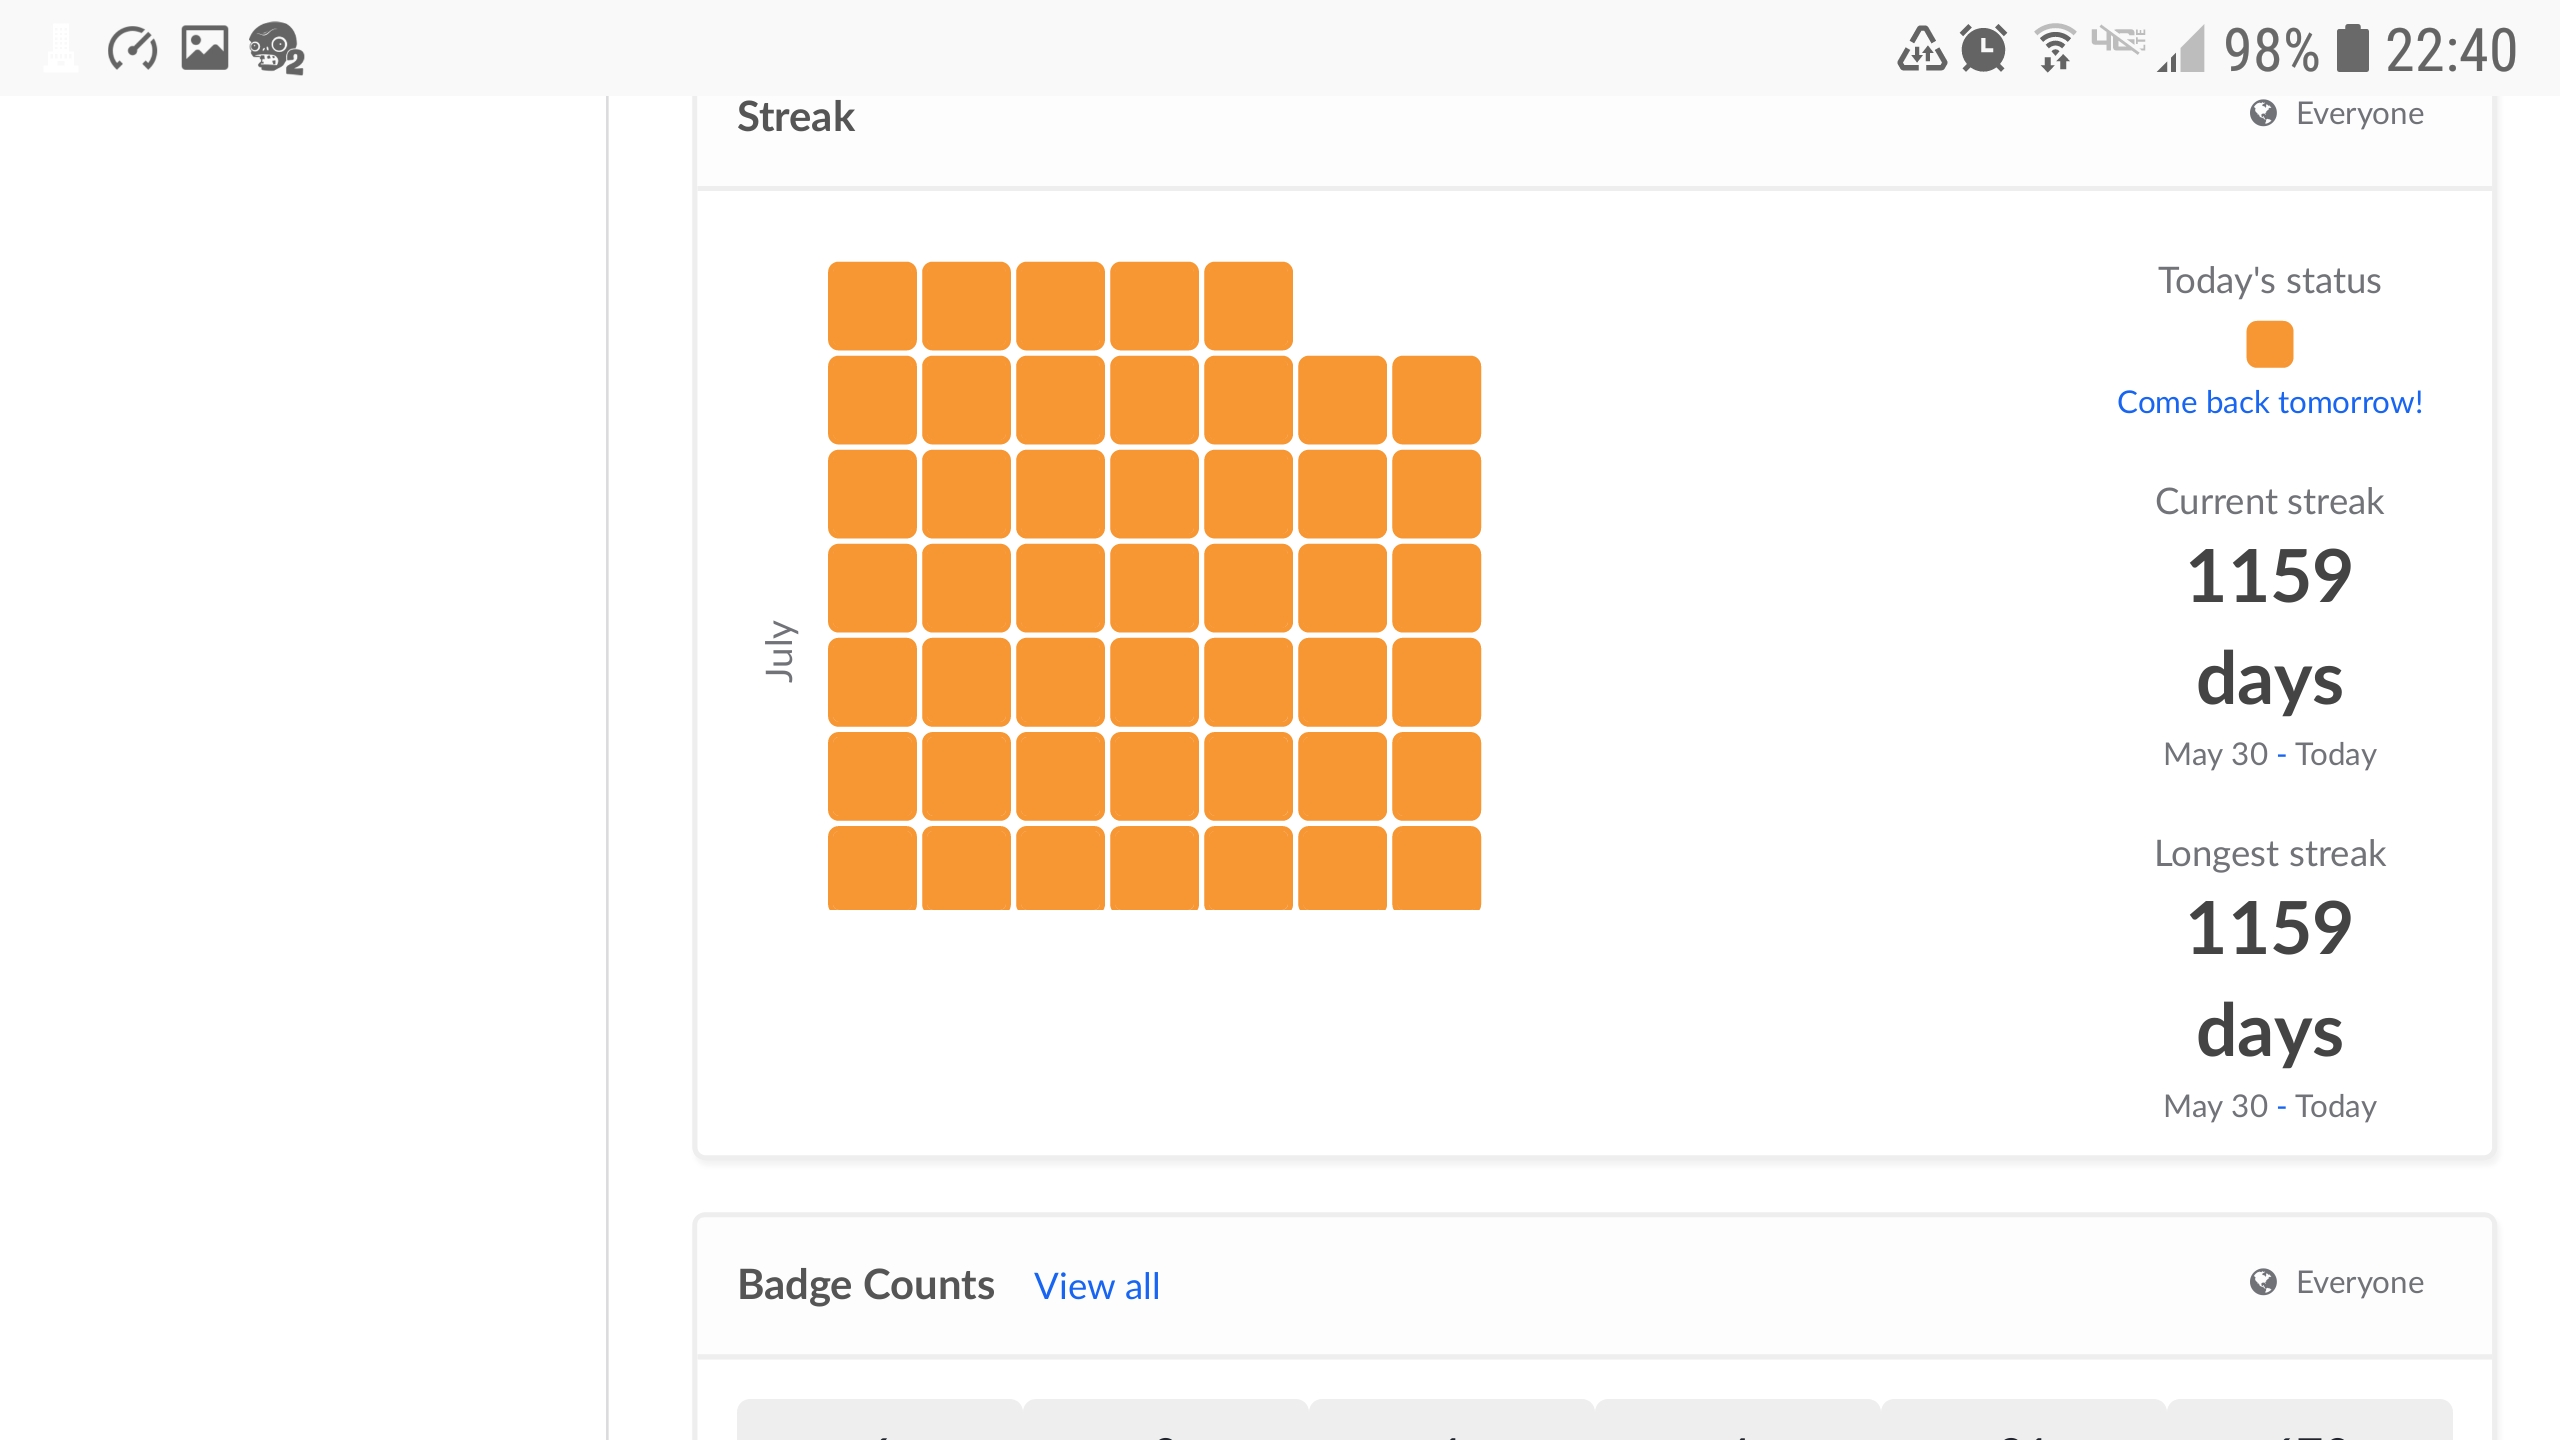 98% 22:40
Streak
Everyone
Today's status
Come back tomorrow!
Current streak
1159
days
May 30 - Today
July
Longest streak
1159
days
May 30 - Today
Badge Counts View all
Everyone